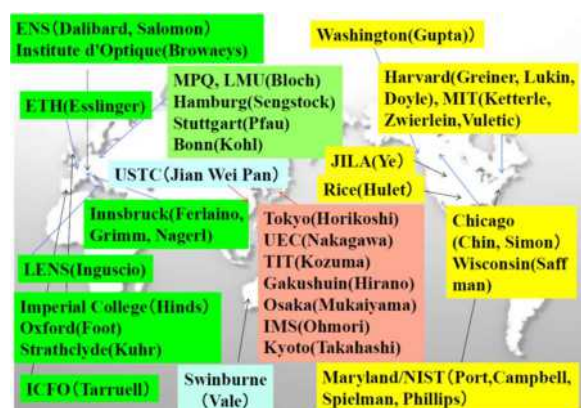 ENS（Dalibard, Salomon)
Institute d'Optique(Browaeys)
Washington(Gupta)）
ETH(Esslinger)
MPQ, LMU(Bloch)
Hamburg(Sengstock)
Stuttgart(Pfau)
Bonn(Kohl)
Harvard(Greiner, Lukin,
Doyle), MIT(Ketterle,
Zwierlein,Vuletic)
USTC（Jian Wei Pan）
JILA(Ye)
Rice(Hulet)
Innsbruck(Ferlaino,
Grimm, Nagerl)
Tokyo(Horikoshi)
UEC(Nakagawa)
TIT(Kozuma)
Gakushuin(Hirano)
Osaka(Mukaiyama)
IMS(Ohmori)
Kyoto(Takahashi)
Chicago
(Chin, Simon）
Wisconsin(Saff
man)
LENS(Inguscio)
Imperial College(Hinds）
Oxford(Foot)
Strathclyde(Kuhr)
ICFO(Tarruell)
Swinburne
（Vale）
Maryland/NIST(Port,Campbell,
Spielman, Phillips)